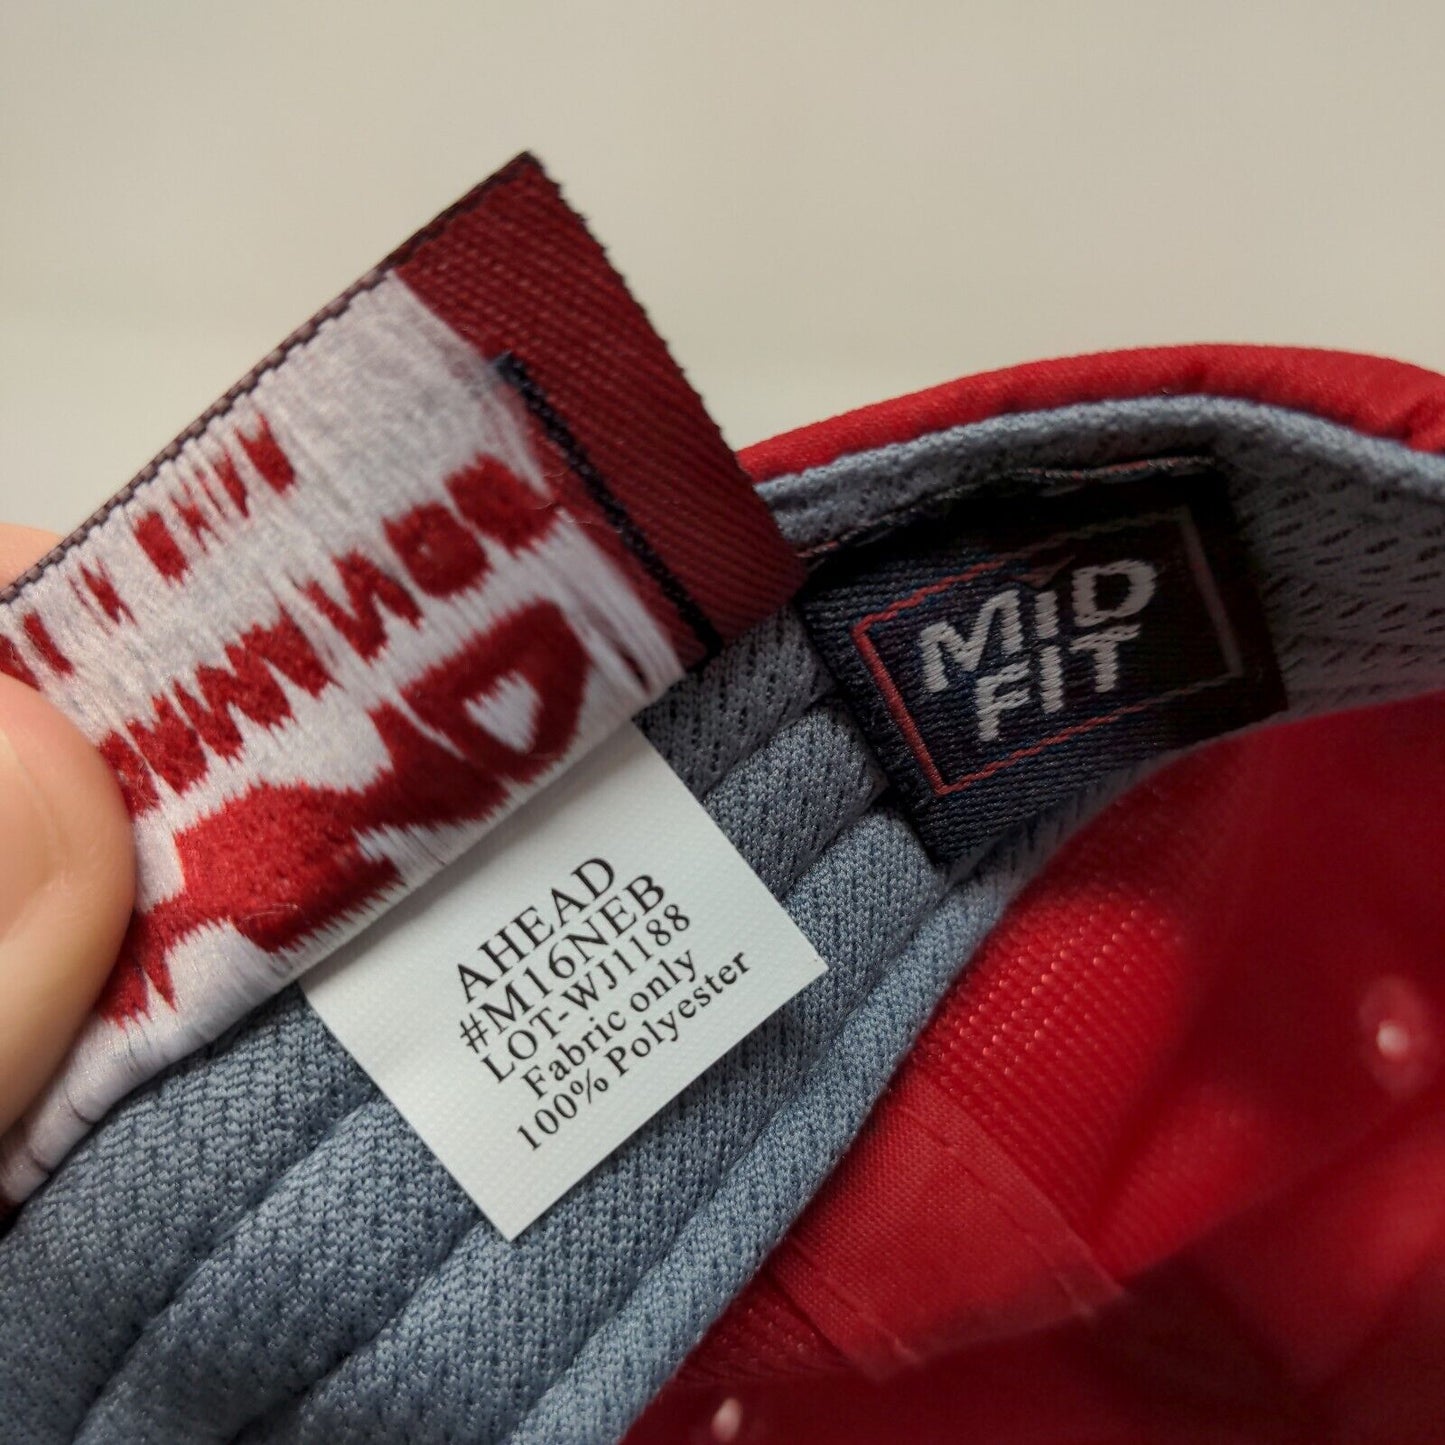 MiD
FIT
AHEAD
#M16NEB
LOT-WJ1188
Fabric only
100% Polyester